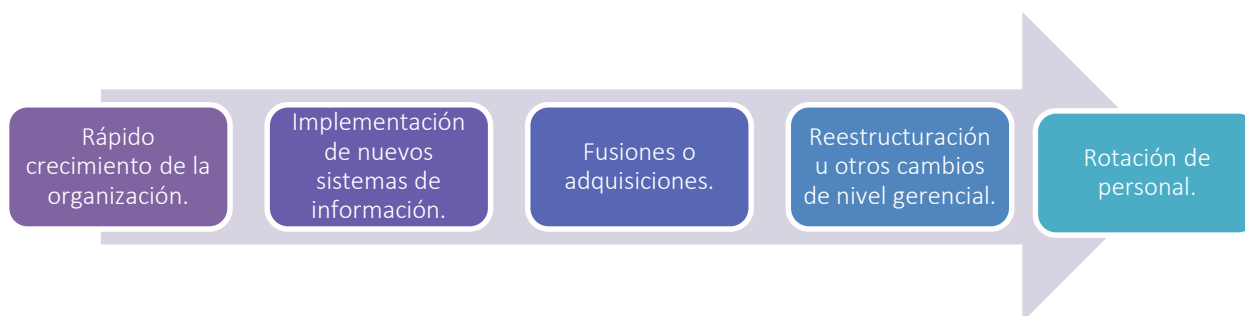 Rápido
crecimiento de la
organización.
Implementación
de nuevos
sistemas de
información.
Fusiones o
adquisiciones.
Reestructuración
u otros cambios
de nivel gerencial.
Rotación de
personal.